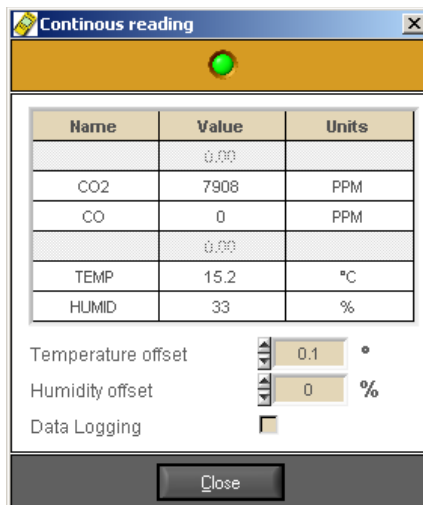 Continous reading
Name Value Units
0.00
CO2 7908 PPM
CO 0 PPM
0.00
TEMP 15.2 °C
HUMID 33 %
Temperature offset 0.1 °
Humidity offset 0 %
Data Logging
Close